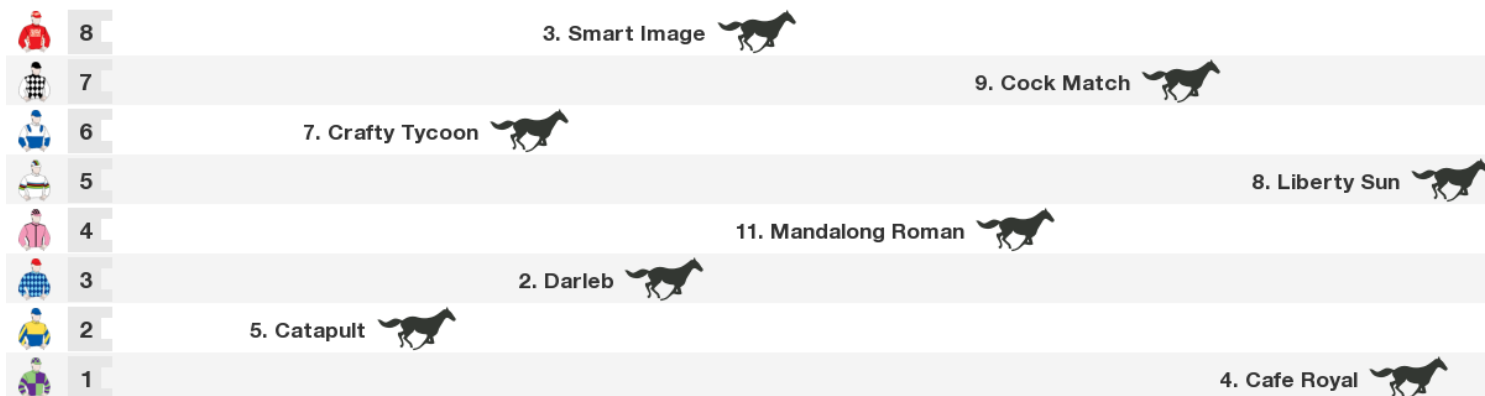 8 3. Smart Image
7 9. Cock Match
6 7. Crafty Tycoon
5 8. Liberty Sun
4 11. Mandalong Roman
3 2. Darleb
2 5. Catapult
1 4. Cafe Royal